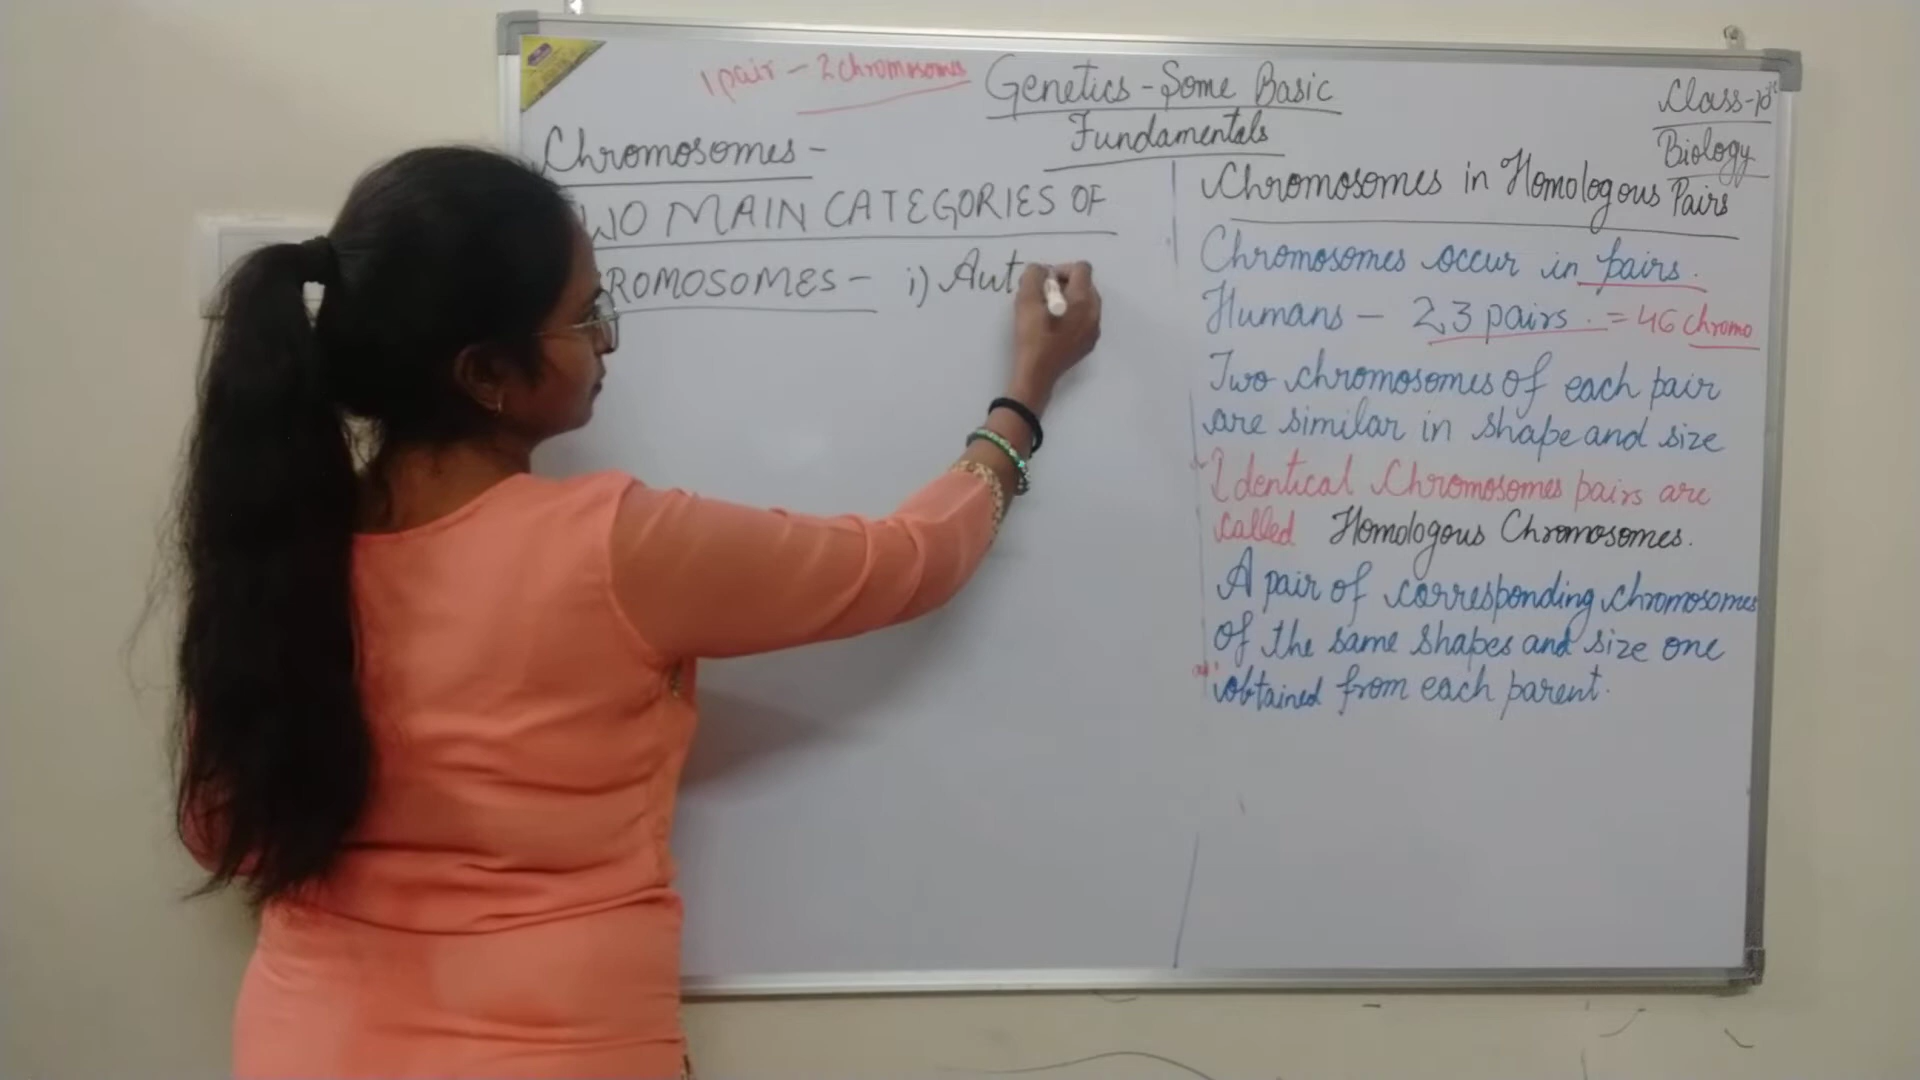 1 pair - 2 chromosomes
Genetics - Some Basic
Fundamentals
Class-10
Biology
Chromosomes -
TWO MAIN CATEGORIES OF
ROMOSOMES - i) Auto
Chromosomes in Homologous Pairs
Chromosomes occur in pairs.
Humans - 23 pairs. = 46 chromo
Two chromosomes of each pair
are similar in shape and size
Identical Chromosomes pairs are
called Homologous Chromosomes.
A pair of corresponding chromosomes
of the same shapes and size one
obtained from each parent.